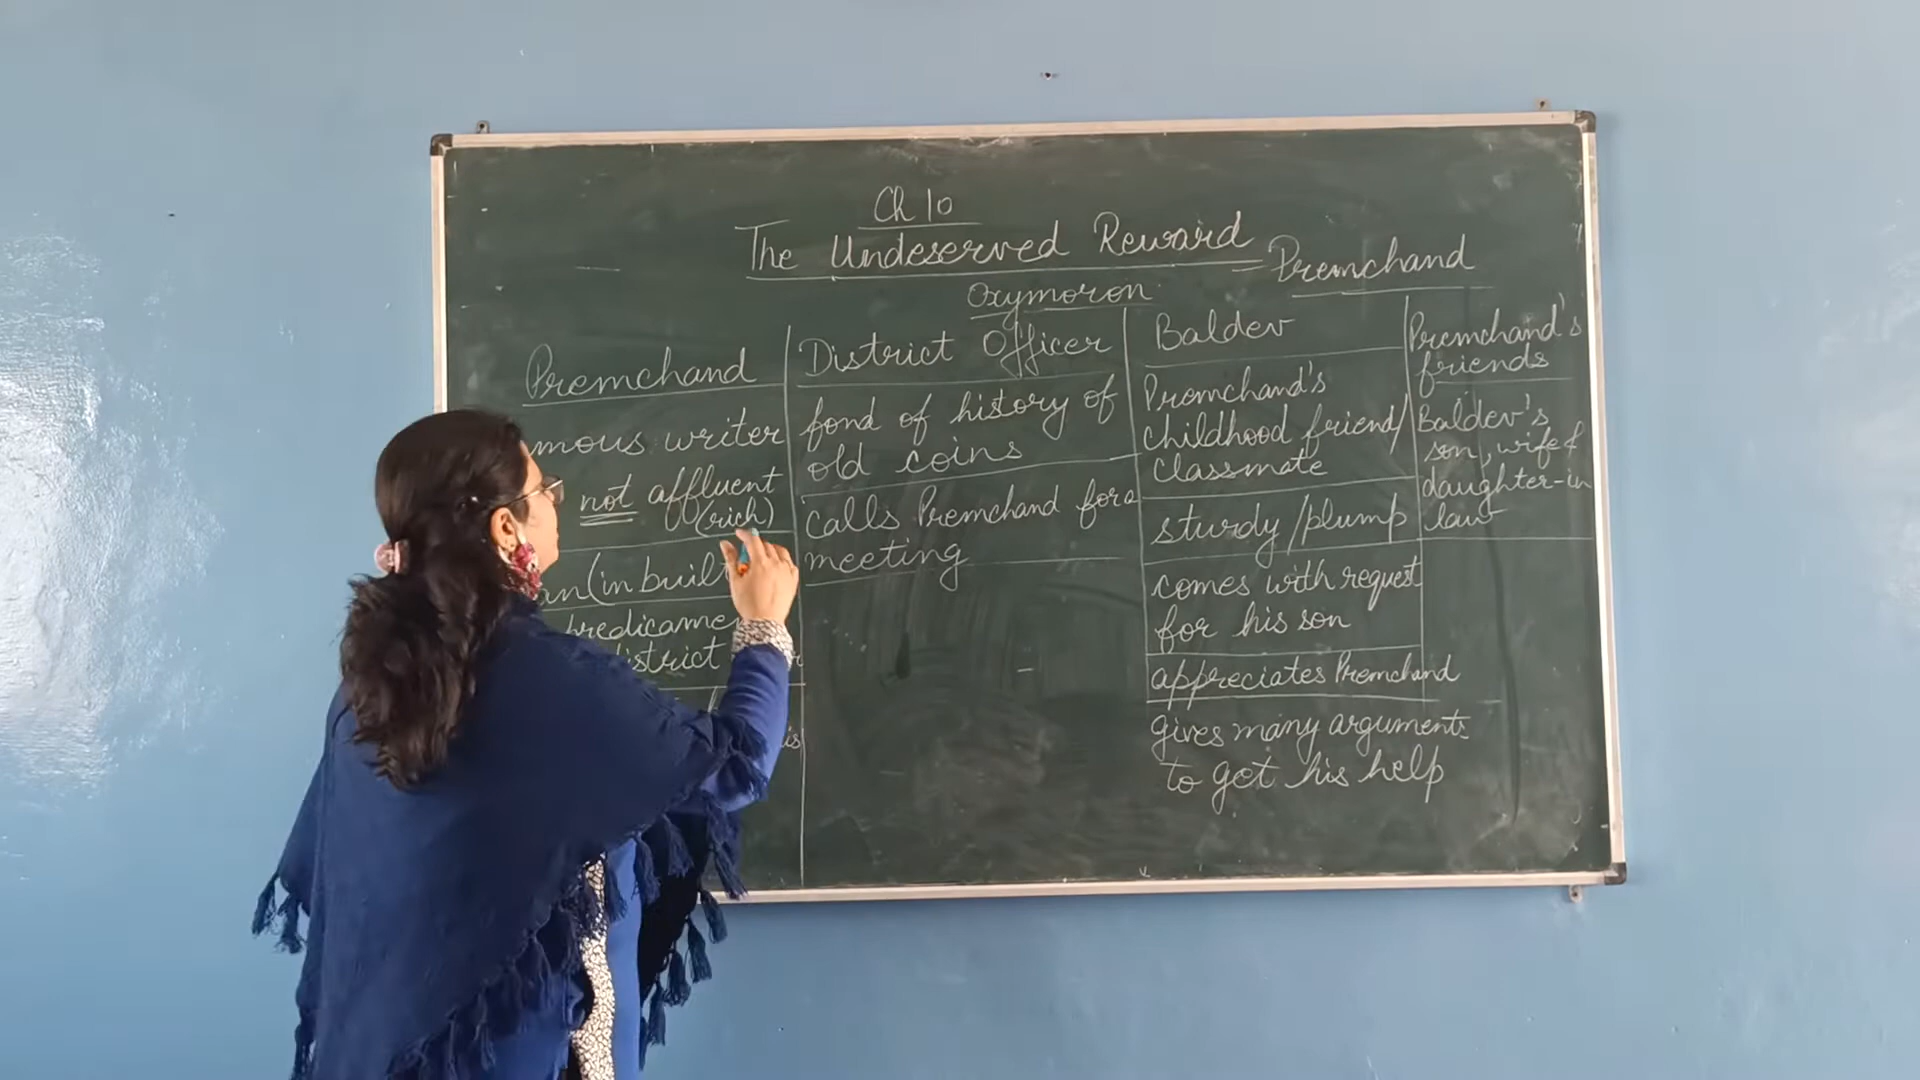 Ch 10
The Undeserved Reward
- Premchand
Oxymoron
Premchand
mous writer
not affluent
(rich)
an (in built
predicame
district
is
District Officer
fond of history of
old coins
calls Premchand for a
meeting
Baldev
Premchand's
childhood friend/
classmate
sturdy/plump
comes with request
for his son
appreciates Premchand
gives many arguments
to get his help
Premchand's
friends
Baldev's
son, wife &
daughter-in
law